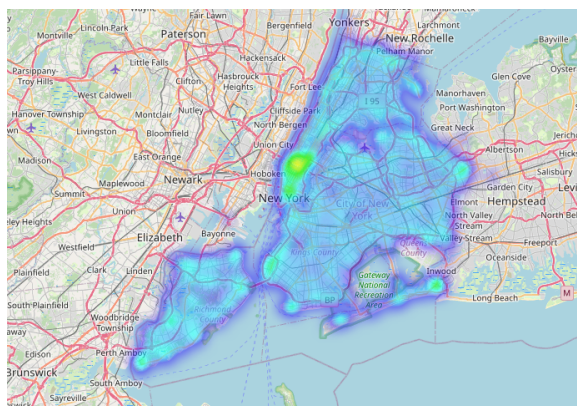 Fair Lawn
Yonkers
Larchmont
Montville
Lincoln Park
Paterson
Bergenfield
New Rochelle
Bayville
Pelham Manor
Little Falls
Hackensack
Parsippany-
Troy Hills
Clifton
Hasbrouck
Heights
Fort Lee
Glen Cove
West Caldwell
I 95
Manorhaven
Hanover Township
Montclair
Nutley
Cliffside Park
Port Washington
Livingston
Bloomfield
North Bergen
Great Neck
Madison
East Orange
Union City
Albertson
Summit
Maplewood
Newark
Hoboken
Garden City
Salisbury
Union
New York
City of New
York
Elmont
Hempstead
North Valley
Stream
Westfield
Elizabeth
Bayonne
Valley Stream
Freeport
Plainfield
Clark
Linden
Kings County
Queens
County
Inwood
Oceanside
South Plainfield
Richmond
County
BP
Gateway
National
Recreation
Area
Long Beach
M
Woodbridge
Township
Edison
Perth Amboy
Brunswick
South Amboy
Sayreville